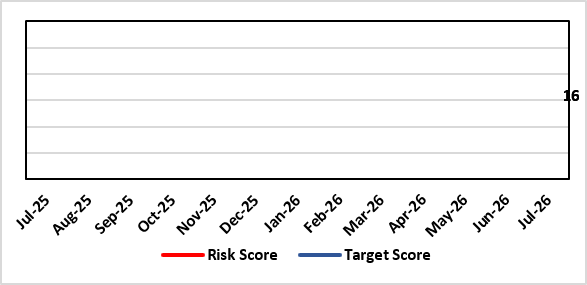 16
Jul-25 Aug-25 Sep-25 Oct-25 Nov-25 Dec-25 Jan-26 Feb-26 Mar-26 Apr-26 May-26 Jun-26 Jul-26
Risk Score Target Score